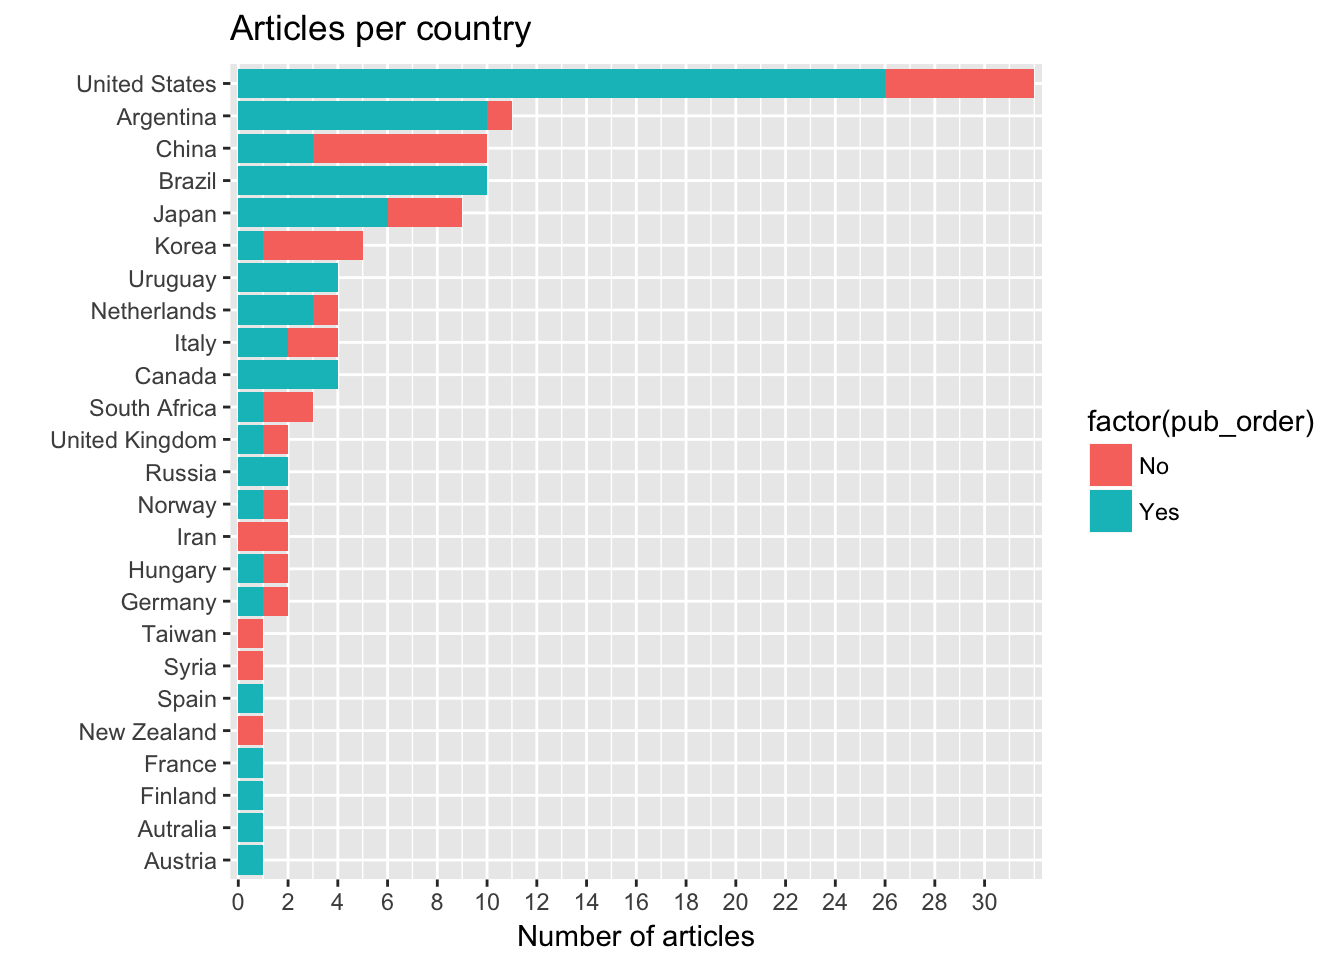 Articles per country
United States
Argentina
China
Brazil
Japan
Korea
Uruguay
Netherlands
Italy
Canada
South Africa
United Kingdom
Russia
Norway
Iran
Hungary
Germany
Taiwan
Syria
Spain
New Zealand
France
Finland
Autralia
Austria
0 2 4 6 8 10 12 14 16 18 20 22 24 26 28 30
Number of articles
factor(pub_order)
No
Yes